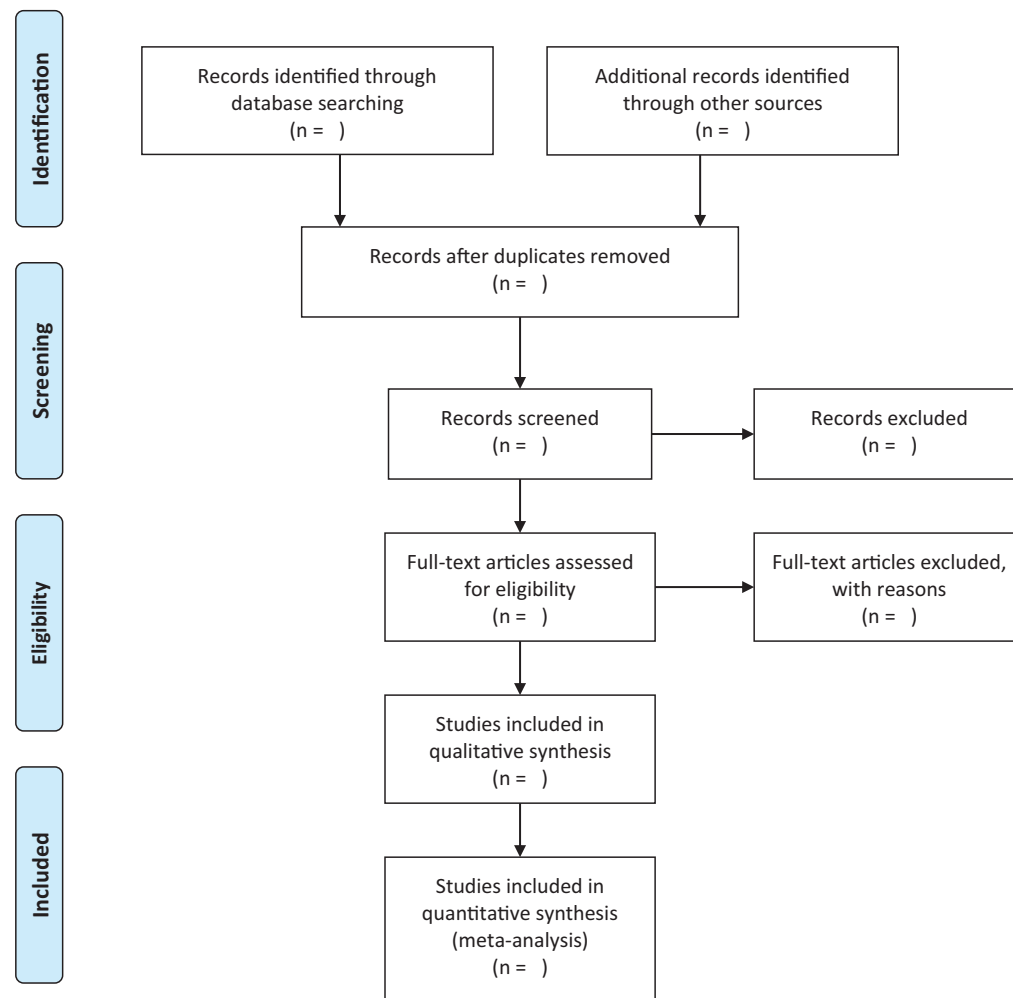 Identification
Records identified through
database searching
(n =   )
Additional records identified
through other sources
(n =   )
Records after duplicates removed
(n =   )
Screening
Records screened
(n =   )
Records excluded
(n =   )
Eligibility
Full-text articles assessed
for eligibility
(n =   )
Full-text articles excluded,
with reasons
(n =   )
Studies included in
qualitative synthesis
(n =   )
Included
Studies included in
quantitative synthesis
(meta-analysis)
(n =   )